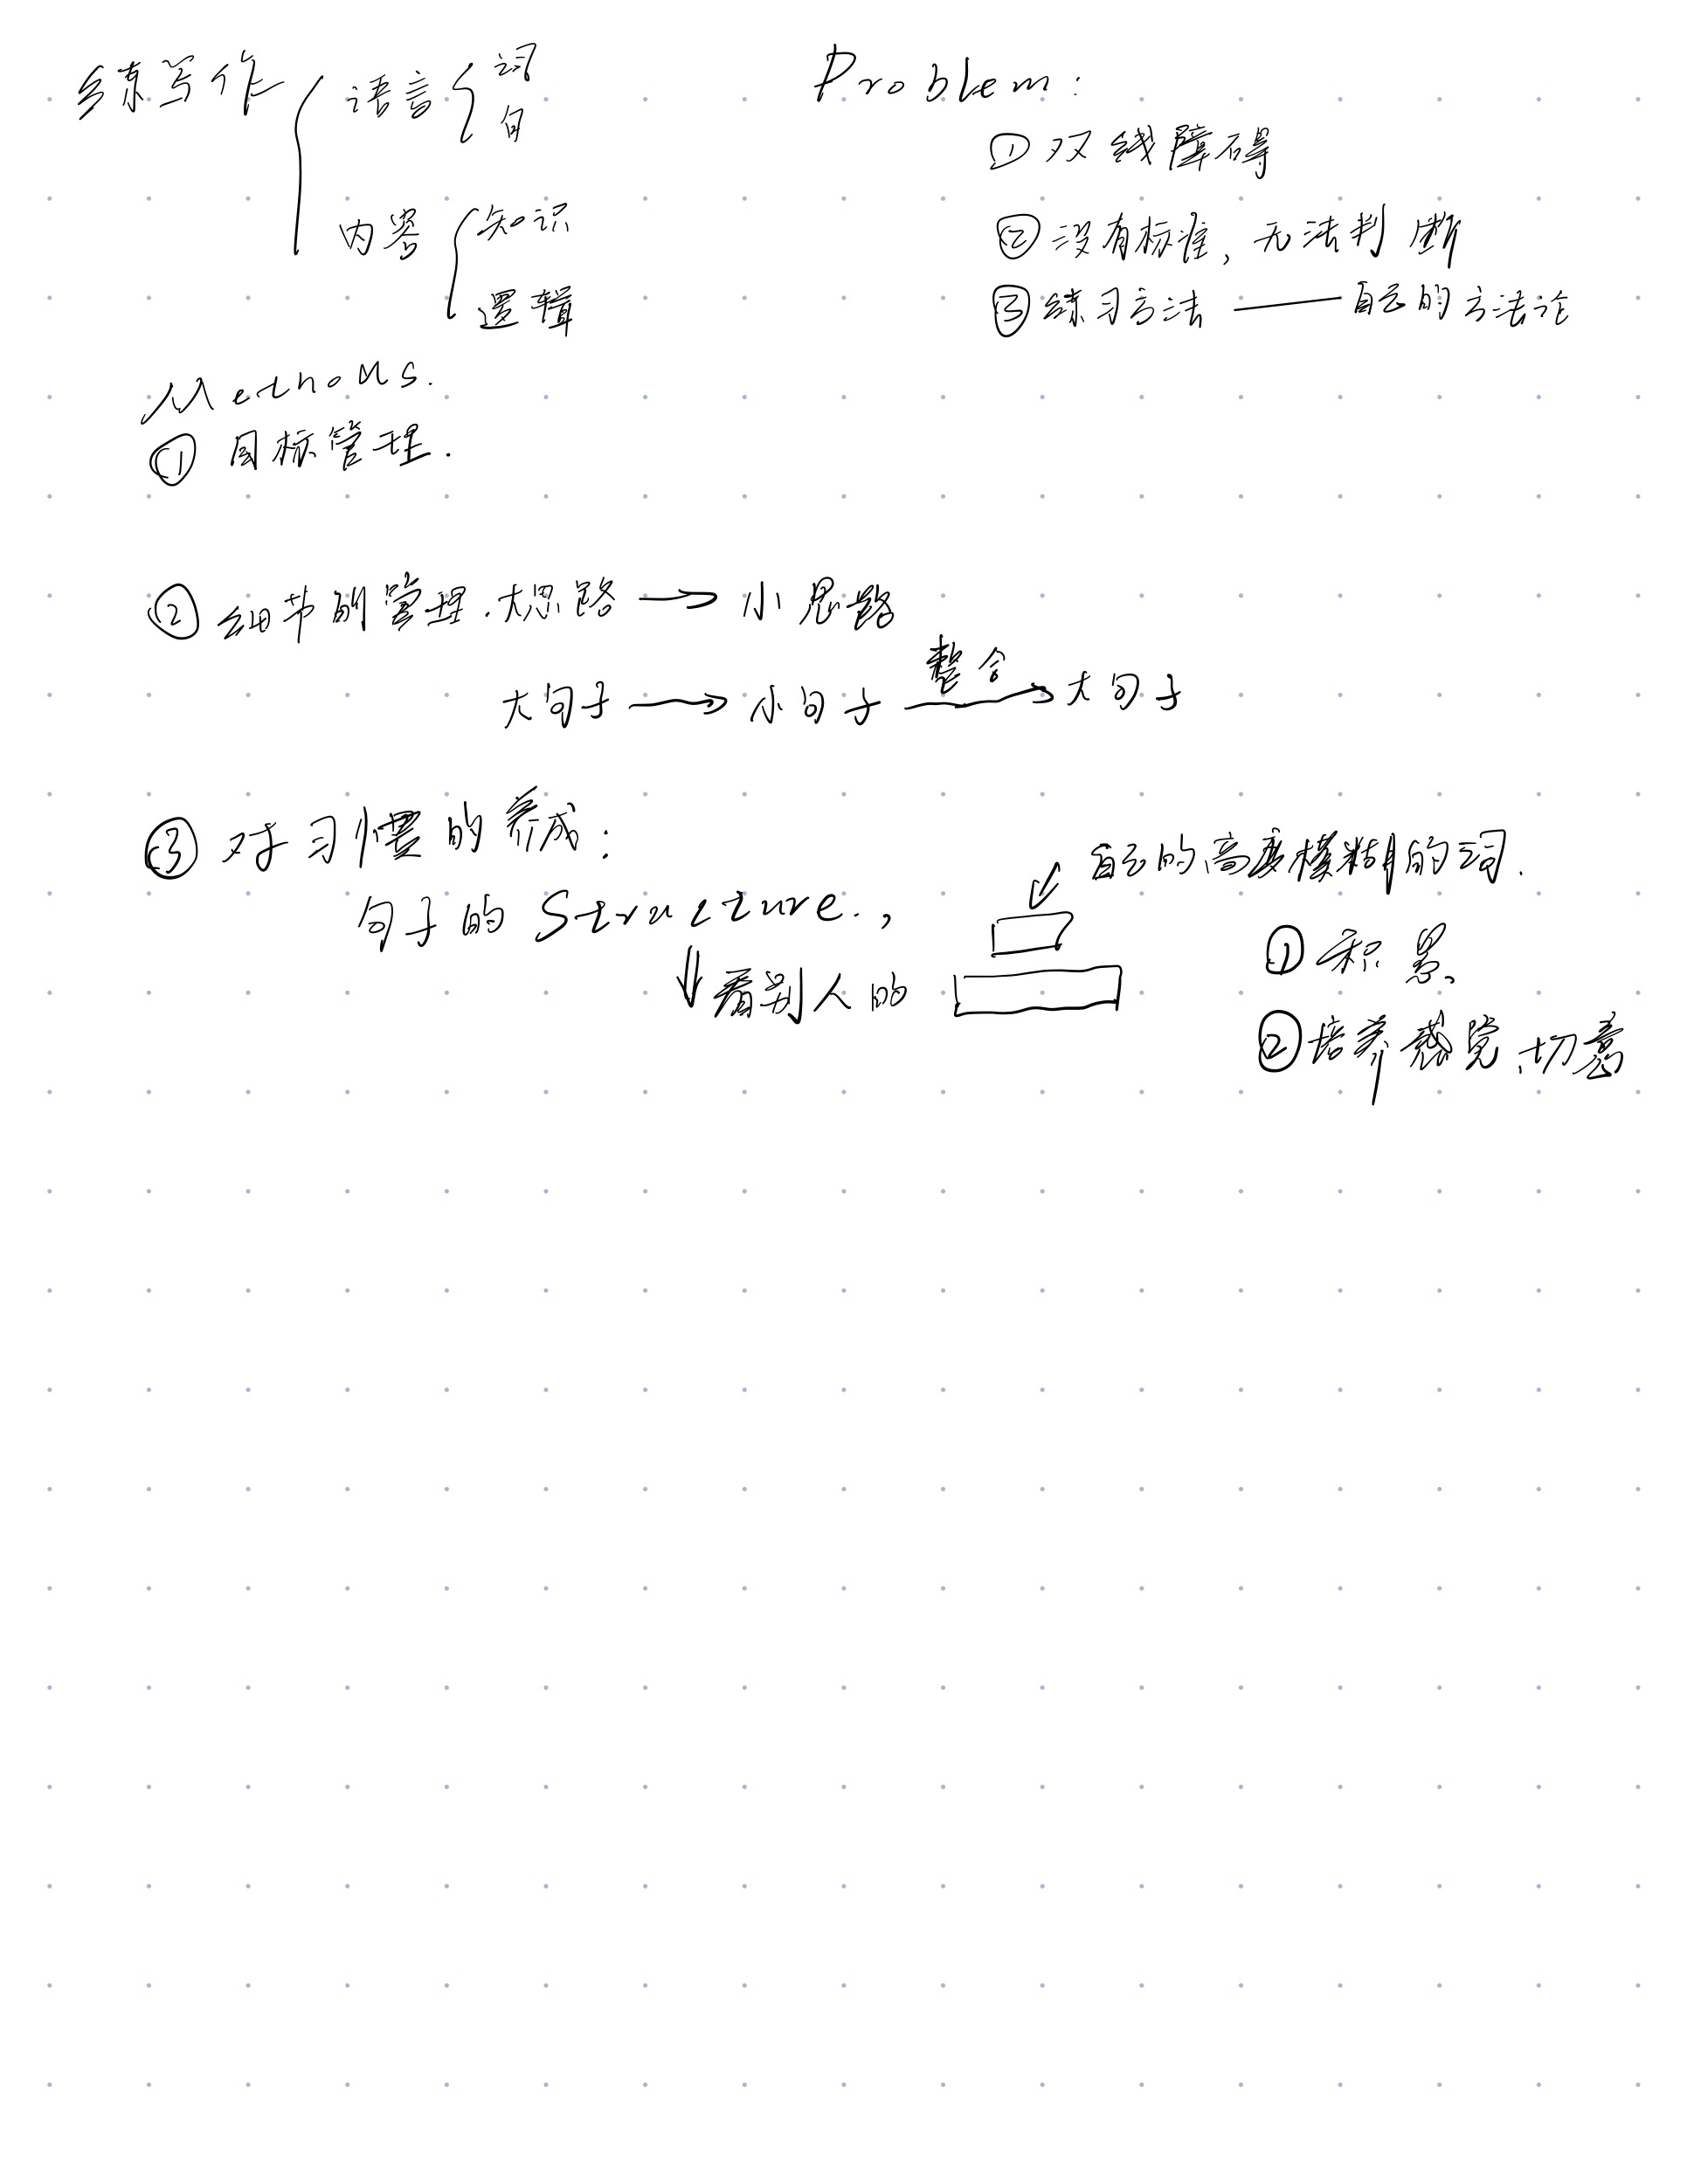 练写作
语言
词
句
内容
知识
逻辑
Problem:
① 双线障碍
② 没有标准, 无法判断
③ 练习方法 —— 自己的方法论
Methods.
① 目标管理.
② 细节的管理. 大思路 → 小思路
整合
大句子 → 小句子 → 大句子
③ 对习惯的养成:
句子的 Structure.,
↓ 看别人的
自己的高度模糊的词.
① 积累
② 培养感觉、切意